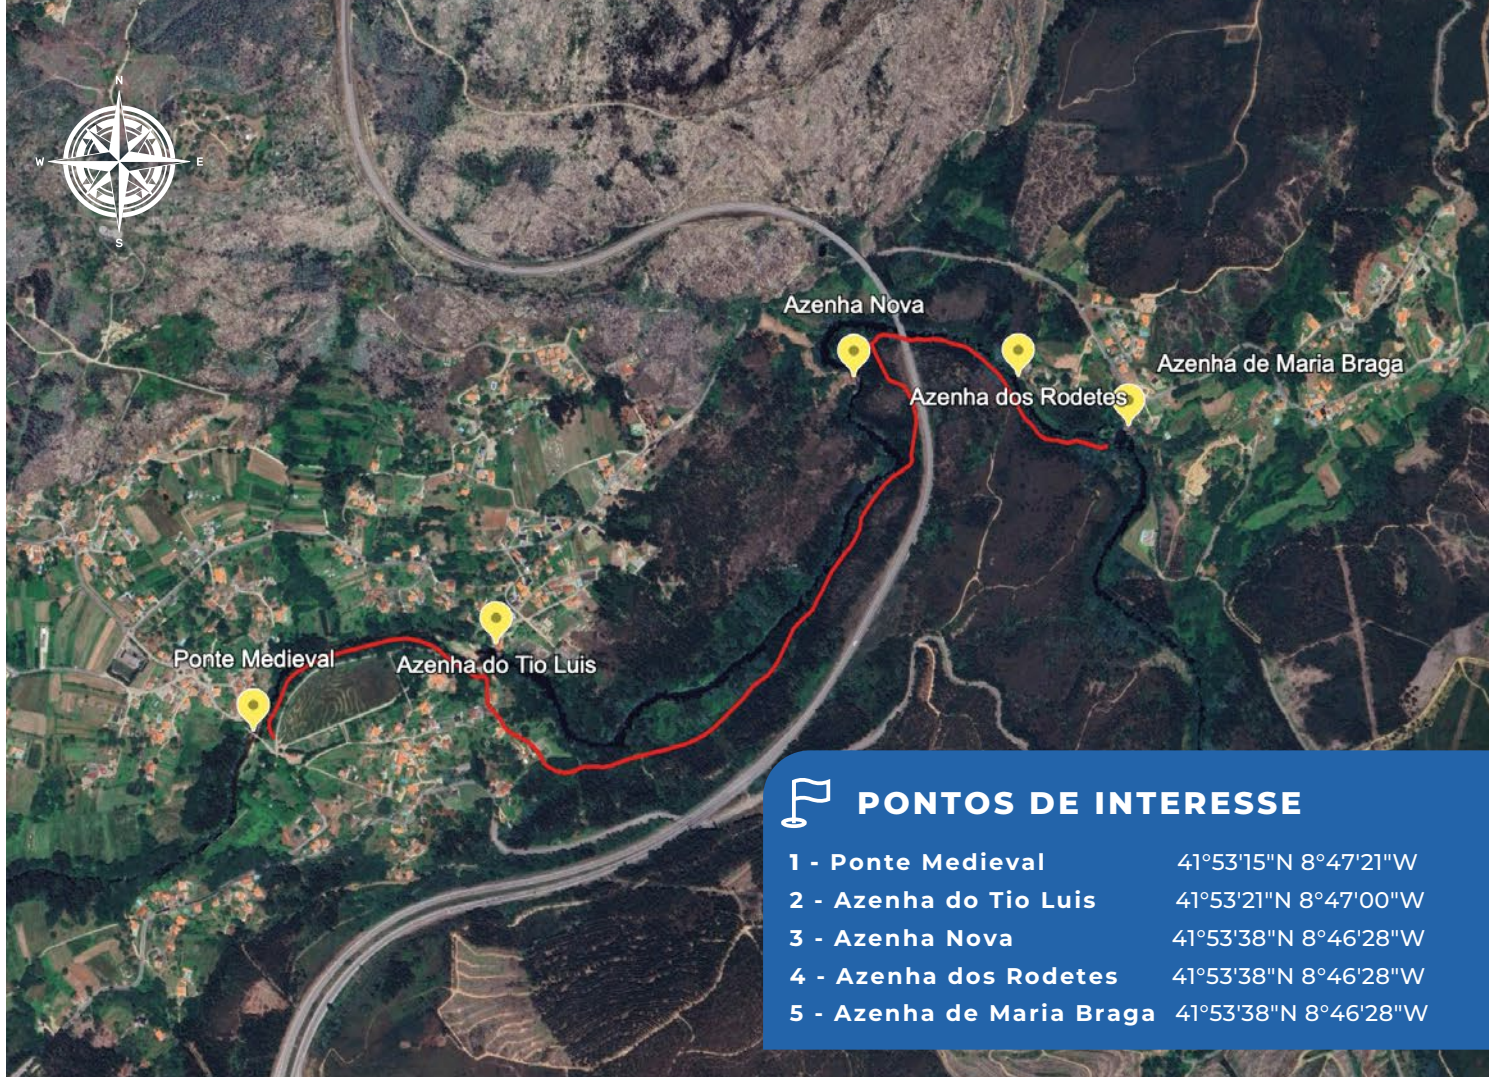 N
W E
S
Azenha Nova
Azenha de Maria Braga
Azenha dos Rodetes
Ponte Medieval
Azenha do Tio Luis
PONTOS DE INTERESSE
1 - Ponte Medieval 41°53'15"N 8°47'21"W
2 - Azenha do Tio Luis 41°53'21"N 8°47'00"W
3 - Azenha Nova 41°53'38"N 8°46'28"W
4 - Azenha dos Rodetes 41°53'38"N 8°46'28"W
5 - Azenha de Maria Braga 41°53'38"N 8°46'28"W